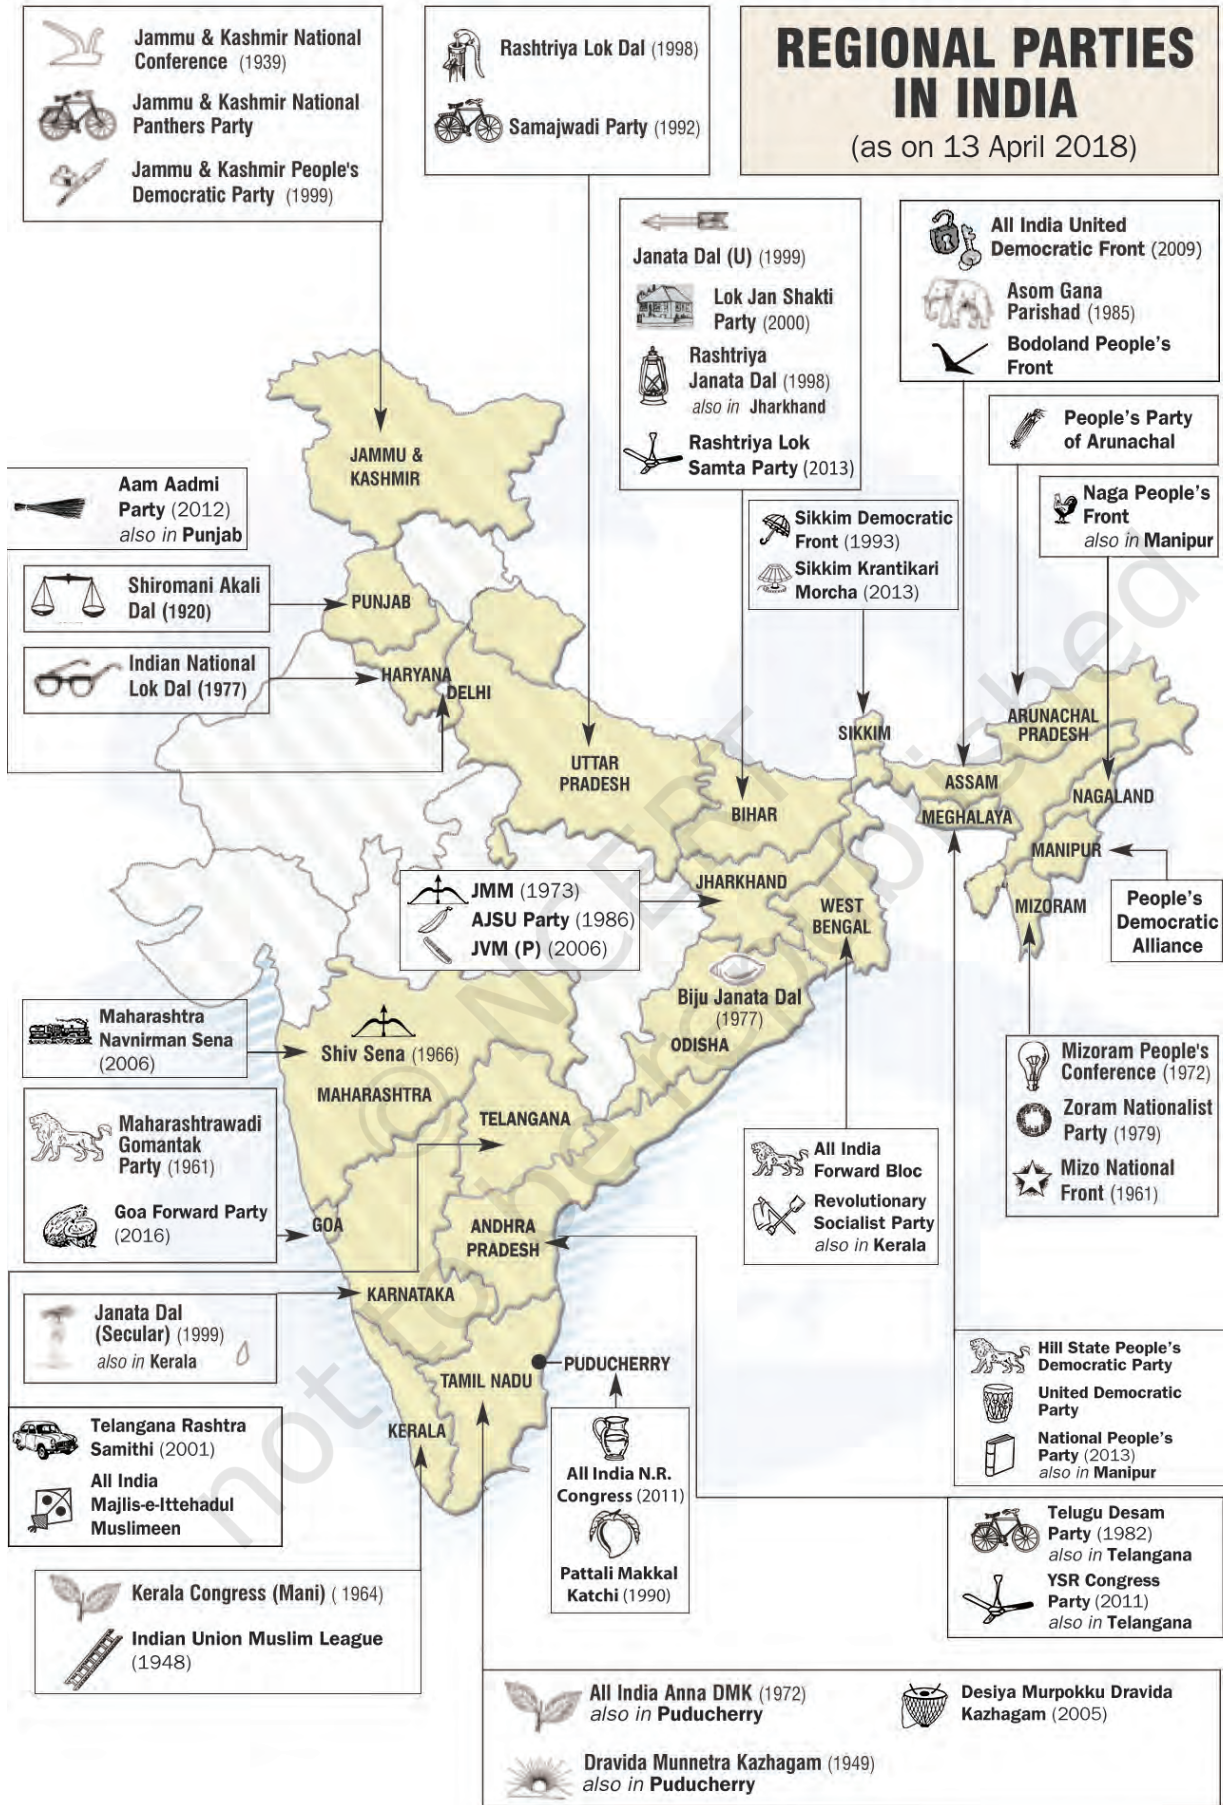 REGIONAL PARTIES
IN INDIA
(as on 13 April 2018)
Jammu & Kashmir National
Conference (1939)
Jammu & Kashmir National
Panthers Party
Jammu & Kashmir People's
Democratic Party (1999)
Rashtriya Lok Dal (1998)
Samajwadi Party (1992)
Janata Dal (U) (1999)
Lok Jan Shakti
Party (2000)
Rashtriya
Janata Dal (1998)
also in Jharkhand
Rashtriya Lok
Samta Party (2013)
All India United
Democratic Front (2009)
Asom Gana
Parishad (1985)
Bodoland People's
Front
People's Party
of Arunachal
Naga People's
Front
also in Manipur
Aam Aadmi
Party (2012)
also in Punjab
Shiromani Akali
Dal (1920)
Indian National
Lok Dal (1977)
Sikkim Democratic
Front (1993)
Sikkim Krantikari
Morcha (2013)
JAMMU &
KASHMIR
PUNJAB
HARYANA
DELHI
UTTAR
PRADESH
BIHAR
SIKKIM
ARUNACHAL
PRADESH
ASSAM
NAGALAND
MEGHALAYA
MANIPUR
MIZORAM
JHARKHAND
WEST
BENGAL
JMM (1973)
AJSU Party (1986)
JVM (P) (2006)
People's
Democratic
Alliance
Biju Janata Dal
(1977)
ODISHA
Maharashtra
Navnirman Sena
(2006)
Shiv Sena (1966)
MAHARASHTRA
TELANGANA
Maharashtrawadi
Gomantak
Party (1961)
Goa Forward Party
(2016)
GOA
ANDHRA
PRADESH
KARNATAKA
Mizoram People's
Conference (1972)
Zoram Nationalist
Party (1979)
Mizo National
Front (1961)
All India
Forward Bloc
Revolutionary
Socialist Party
also in Kerala
Janata Dal
(Secular) (1999)
also in Kerala
PUDUCHERRY
TAMIL NADU
KERALA
Hill State People's
Democratic Party
United Democratic
Party
National People's
Party (2013)
also in Manipur
Telangana Rashtra
Samithi (2001)
All India
Majlis-e-Ittehadul
Muslimeen
All India N.R.
Congress (2011)
Pattali Makkal
Katchi (1990)
Telugu Desam
Party (1982)
also in Telangana
YSR Congress
Party (2011)
also in Telangana
Kerala Congress (Mani) ( 1964)
Indian Union Muslim League
(1948)
All India Anna DMK (1972)
also in Puducherry
Desiya Murpokku Dravida
Kazhagam (2005)
Dravida Munnetra Kazhagam (1949)
also in Puducherry
© NCERT
not to be republished